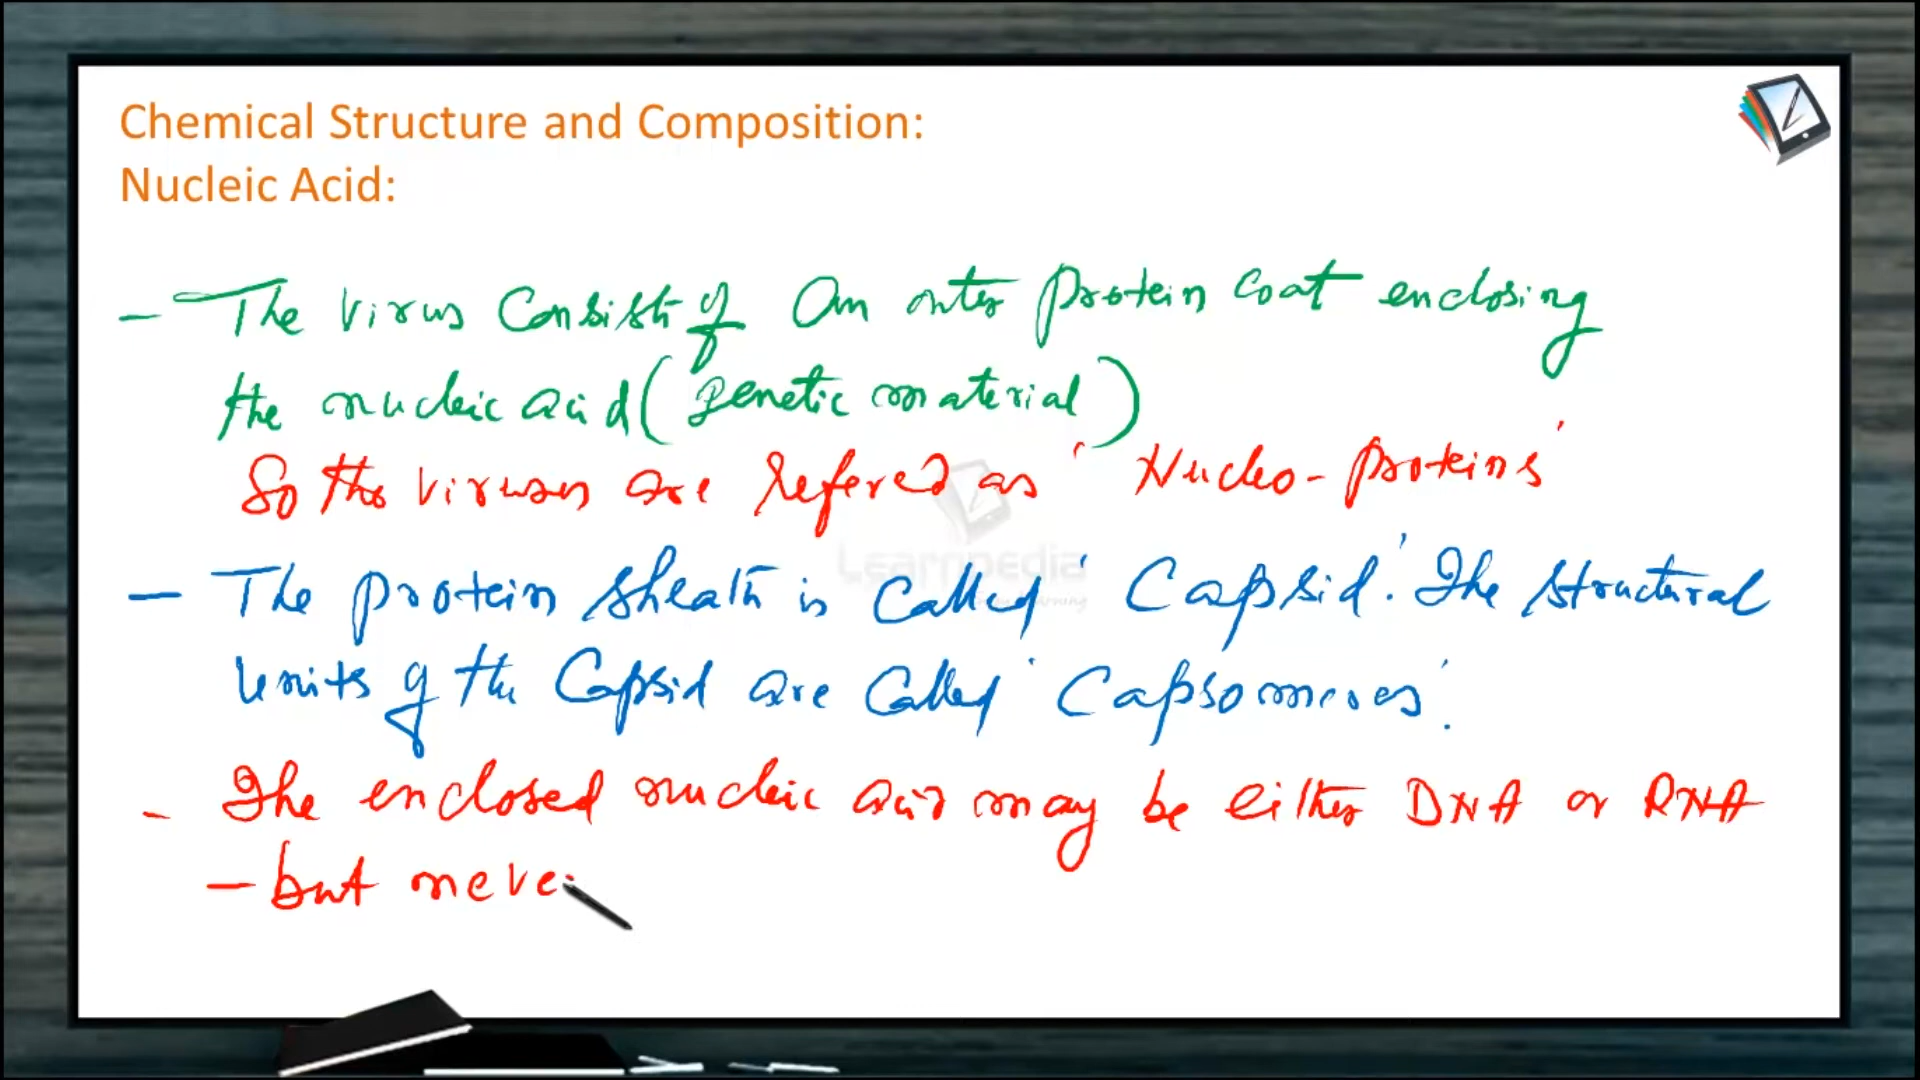 Chemical Structure and Composition:
Nucleic Acid:
- The virus consists of an outer protein coat enclosing
the nucleic acid (genetic material)
So the viruses are refered as 'Nucleo-proteins'
Learnpedia
- The protein sheath is called 'Capsid'. The structural
units of the Capsid are called 'Capsomeres'.
- The enclosed nucleic acid may be either DNA or RNA
- but neve